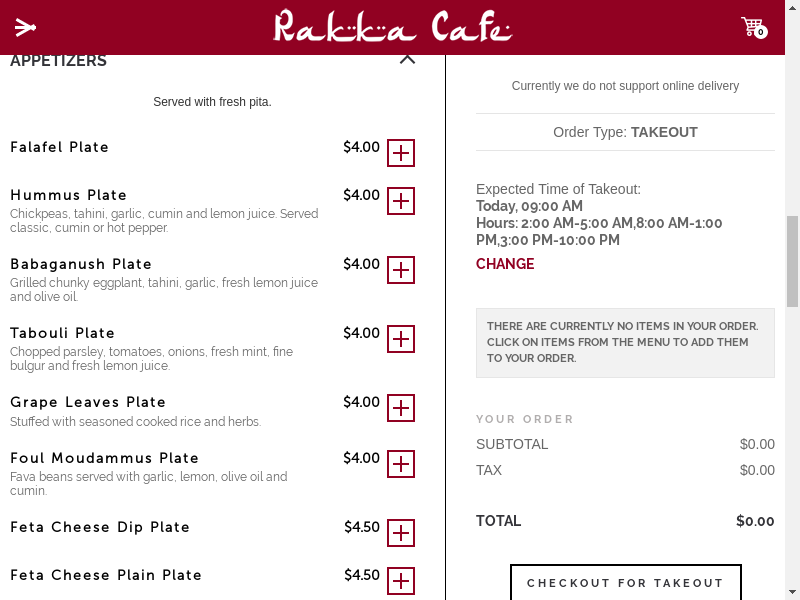 Rakka Cafe
0
APPETIZERS
Served with fresh pita.
Falafel Plate $4.00
Hummus Plate $4.00
Chickpeas, tahini, garlic, cumin and lemon juice. Served
classic, cumin or hot pepper.
Babaganush Plate $4.00
Grilled chunky eggplant, tahini, garlic, fresh lemon juice
and olive oil.
Tabouli Plate $4.00
Chopped parsley, tomatoes, onions, fresh mint, fine
bulgur and fresh lemon juice.
Grape Leaves Plate $4.00
Stuffed with seasoned cooked rice and herbs.
Foul Moudammus Plate $4.00
Fava beans served with garlic, lemon, olive oil and
cumin.
Feta Cheese Dip Plate $4.50
Feta Cheese Plain Plate $4.50
Currently we do not support online delivery
Order Type: TAKEOUT
Expected Time of Takeout:
Today, 09:00 AM
Hours: 2:00 AM-5:00 AM,8:00 AM-1:00
PM,3:00 PM-10:00 PM
CHANGE
THERE ARE CURRENTLY NO ITEMS IN YOUR ORDER.
CLICK ON ITEMS FROM THE MENU TO ADD THEM
TO YOUR ORDER.
YOUR ORDER
SUBTOTAL $0.00
TAX $0.00
TOTAL $0.00
CHECKOUT FOR TAKEOUT